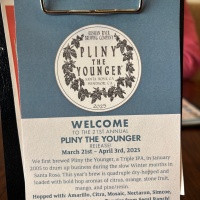 RUSSIAN RIVER
BREWING COMPANY
PLINY
THE
YOUNGER
SANTA ROSA, CA
WINDSOR, CA
2025
WELCOME
TO THE 21ST ANNUAL
PLINY THE YOUNGER
RELEASE!
March 21st – April 3rd, 2025
We first brewed Pliny the Younger, a Triple IPA, in January
2005 to drum up business during the slow Winter months in
Santa Rosa. This year's brew is quadruple dry-hopped and
loaded with bold hop aromas of citrus, orange, stone fruit,
mango, and pine/resin.
Hopped with: Amarillo, Citra, Mosaic, Nectaron, Simcoe,